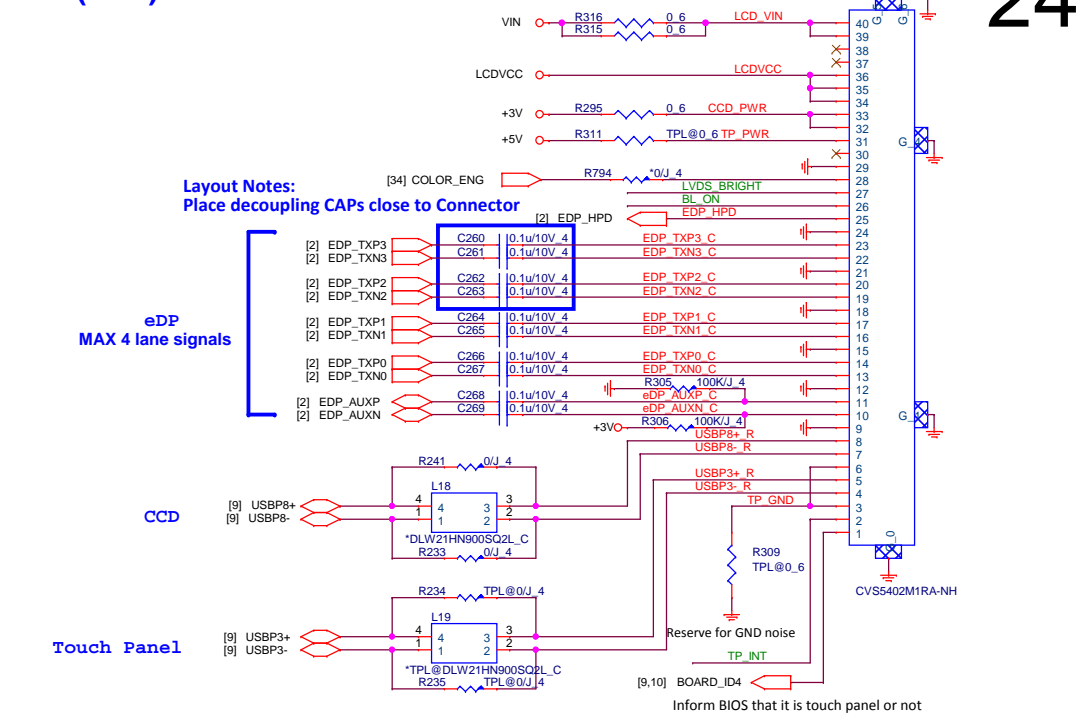 24
VIN R316 0_6 LCD_VIN 40
R315 0_6 39
38
37
LCDVCC LCDVCC 36
35
34
+3V R295 0_6 CCD_PWR 33
32
+5V R311 TPL@0_6 TP_PWR 31
30
29
[34] COLOR_ENG R794 *0/J_4 28
Layout Notes:
Place decoupling CAPs close to Connector
LVDS_BRIGHT 27
BL_ON 26
[2] EDP_HPD EDP_HPD 25
24
[2] EDP_TXP3 C260 0.1u/10V_4 EDP_TXP3_C 23
[2] EDP_TXN3 C261 0.1u/10V_4 EDP_TXN3_C 22
21
[2] EDP_TXP2 C262 0.1u/10V_4 EDP_TXP2_C 20
[2] EDP_TXN2 C263 0.1u/10V_4 EDP_TXN2_C 19
18
eDP
MAX 4 lane signals
[2] EDP_TXP1 C264 0.1u/10V_4 EDP_TXP1_C 17
[2] EDP_TXN1 C265 0.1u/10V_4 EDP_TXN1_C 16
15
[2] EDP_TXP0 C266 0.1u/10V_4 EDP_TXP0_C 14
[2] EDP_TXN0 C267 0.1u/10V_4 EDP_TXN0_C 13
R305 100K/J_4 12
[2] EDP_AUXP C268 0.1u/10V_4 eDP_AUXP_C 11
[2] EDP_AUXN C269 0.1u/10V_4 eDP_AUXN_C 10
+3V R306 100K/J_4 9
USBP8+_R 8
USBP8-_R 7
6
USBP3+_R 5
USBP3-_R 4
TP_GND 3
2
1
G_0
CVS5402M1RA-NH
CCD
R241 0/J_4
L18
[9] USBP8+ 4 4 3 3
[9] USBP8- 1 1 2 2
*DLW21HN900SQ2L_C
R233 0/J_4
R309
TPL@0_6
Reserve for GND noise
Touch Panel
R234 TPL@0/J_4
L19
[9] USBP3+ 4 4 3 3
[9] USBP3- 1 1 2 2
*TPL@DLW21HN900SQ2L_C
R235 TPL@0/J_4
TP_INT
[9,10] BOARD_ID4
Inform BIOS that it is touch panel or not